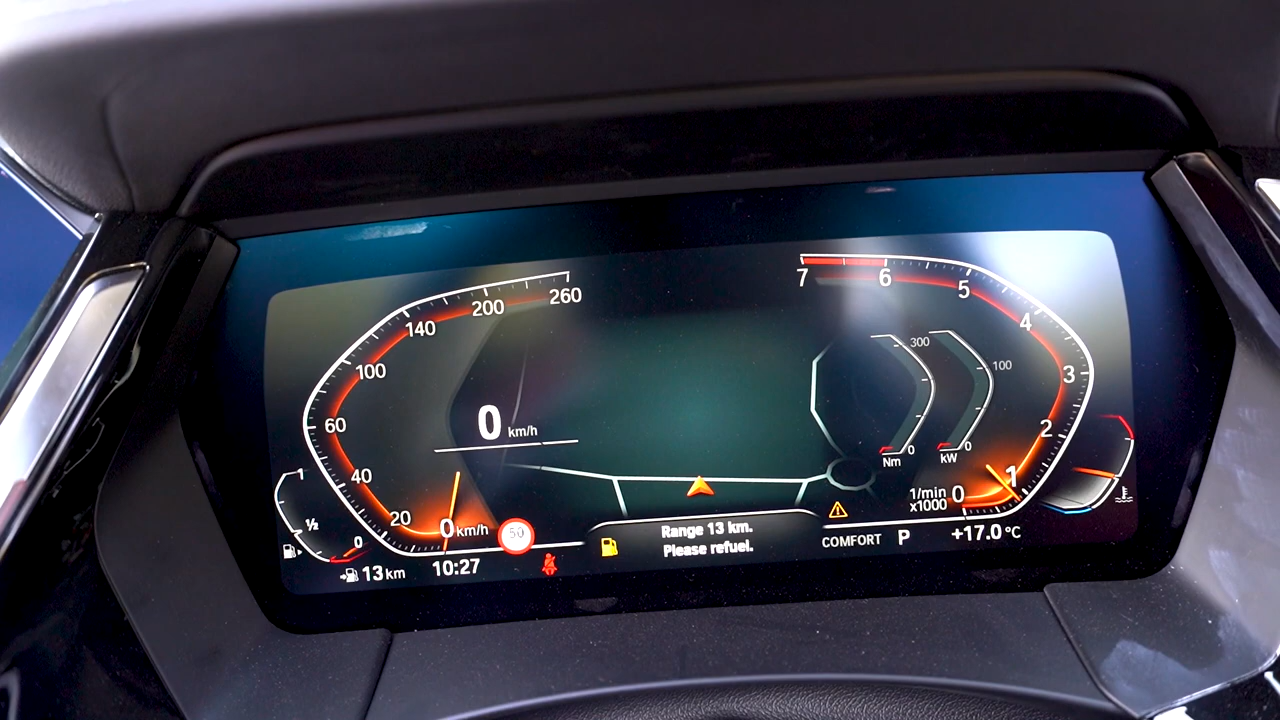 260
200
140
100
60
40
20
0 km/h
0 km/h
50
1
½
0
13 km
10:27
Range 13 km.
Please refuel.
7
6
5
4
3
2
1
0
1/min
x1000
300
0
Nm
100
0
kW
COMFORT P +17.0 °C